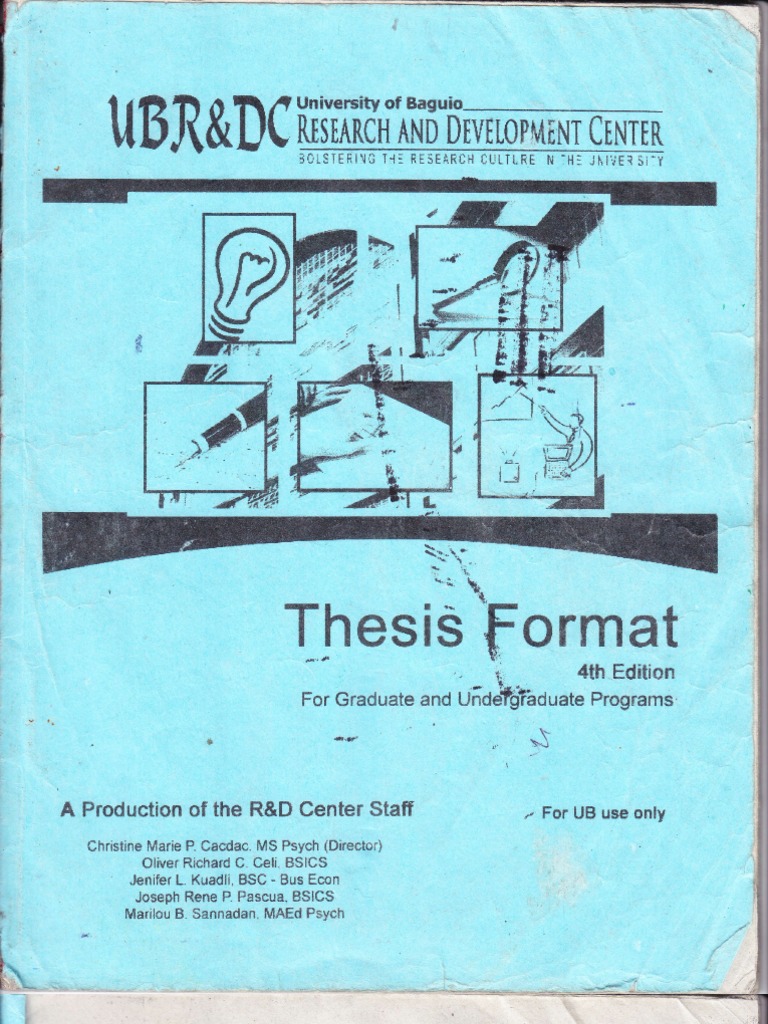 UBR&DC
University of Baguio
RESEARCH AND DEVELOPMENT CENTER
BOLSTERING THE RESEARCH CULTURE IN THE UNIVERSITY
Thesis Format
4th Edition
For Graduate and Undergraduate Programs
A Production of the R&D Center Staff
For UB use only
Christine Marie P. Cacdac, MS Psych (Director)
Oliver Richard C. Celi, BSICS
Jenifer L. Kuadli, BSC - Bus Econ
Joseph Rene P. Pascua, BSICS
Marilou B. Sannadan, MAEd Psych